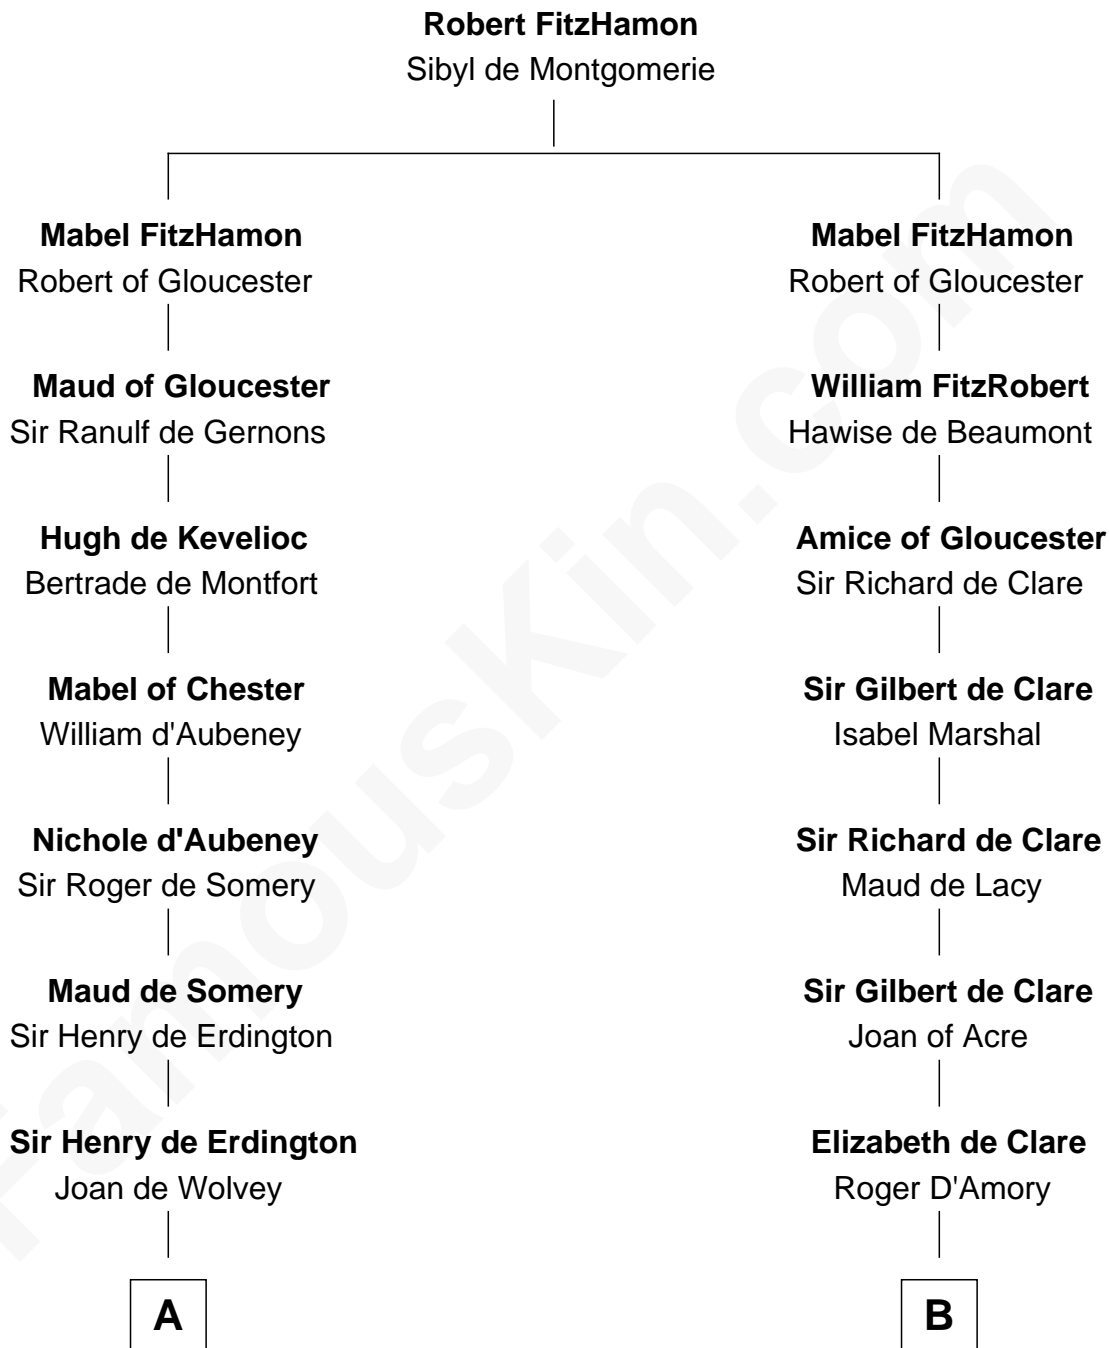 Robert FitzHamon
Sibyl de Montgomerie
Mabel FitzHamon
Robert of Gloucester
Mabel FitzHamon
Robert of Gloucester
Maud of Gloucester
Sir Ranulf de Gernons
William FitzRobert
Hawise de Beaumont
Hugh de Kevelioc
Bertrade de Montfort
Amice of Gloucester
Sir Richard de Clare
Mabel of Chester
William d'Aubeney
Sir Gilbert de Clare
Isabel Marshal
Nichole d'Aubeney
Sir Roger de Somery
Sir Richard de Clare
Maud de Lacy
Maud de Somery
Sir Henry de Erdington
Sir Gilbert de Clare
Joan of Acre
Sir Henry de Erdington
Joan de Wolvey
Elizabeth de Clare
Roger D'Amory
A
B
FamousKin.com